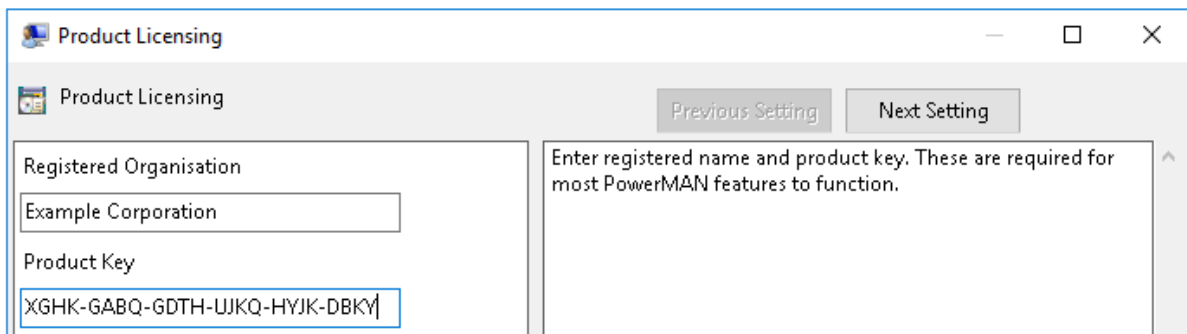 Product Licensing
Product Licensing
Previous Setting
Next Setting
Registered Organisation
Example Corporation
Product Key
XGHK-GABQ-GDTH-UJKQ-HYJK-DBKY
Enter registered name and product key. These are required for
most PowerMAN features to function.